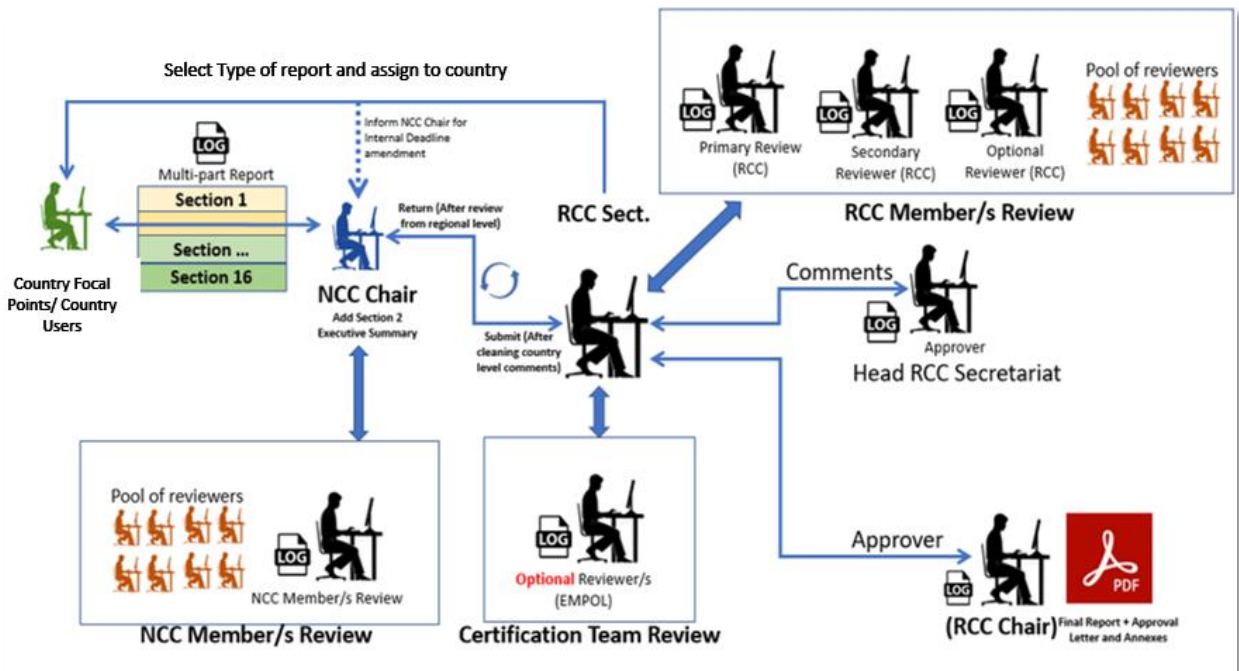 Select Type of report and assign to country
Inform NCC Chair for
Internal Deadline
amendment
LOG
Multi-part Report
Section 1
Section ...
Section 16
Country Focal
Points/ Country
Users
NCC Chair
Add Section 2
Executive Summary
Return (After review
from regional level)
RCC Sect.
Submit (After
cleaning country
level comments)
LOG
Primary Review
(RCC)
LOG
Secondary
Reviewer (RCC)
LOG
Optional
Reviewer (RCC)
Pool of reviewers
RCC Member/s Review
Comments
LOG
Approver
Head RCC Secretariat
Pool of reviewers
LOG
NCC Member/s Review
NCC Member/s Review
LOG
Optional Reviewer/s
(EMPOL)
Certification Team Review
Approver
LOG
(RCC Chair)
PDF
Final Report + Approval
Letter and Annexes